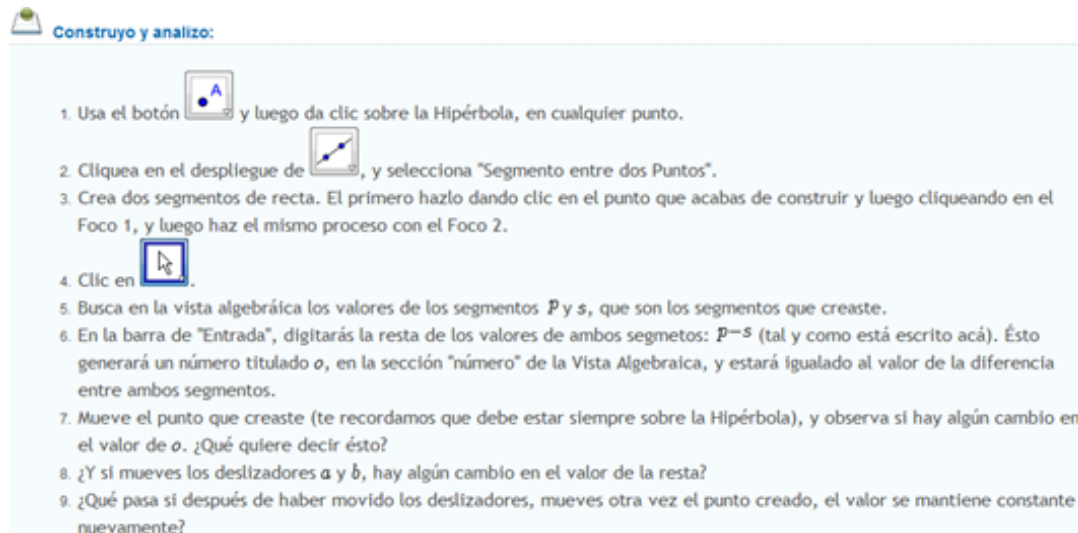 Construyo y analizo:
A
1. Usa el botón y luego da clic sobre la Hipérbola, en cualquier punto.
2. Cliquea en el despliegue de , y selecciona "Segmento entre dos Puntos".
3. Crea dos segmentos de recta. El primero hazlo dando clic en el punto que acabas de construir y luego cliqueando en el
Foco 1, y luego haz el mismo proceso con el Foco 2.
4. Clic en .
5. Busca en la vista algebráica los valores de los segmentos p y s, que son los segmentos que creaste.
6. En la barra de "Entrada", digitarás la resta de los valores de ambos segmetos: p−s (tal y como está escrito acá). Ésto
generará un número titulado o, en la sección "número" de la Vista Algebraica, y estará igualado al valor de la diferencia
entre ambos segmentos.
7. Mueve el punto que creaste (te recordamos que debe estar siempre sobre la Hipérbola), y observa si hay algún cambio en
el valor de o. ¿Qué quiere decir ésto?
8. ¿Y si mueves los deslizadores a y b, hay algún cambio en el valor de la resta?
9. ¿Qué pasa si después de haber movido los deslizadores, mueves otra vez el punto creado, el valor se mantiene constante
nuevamente?